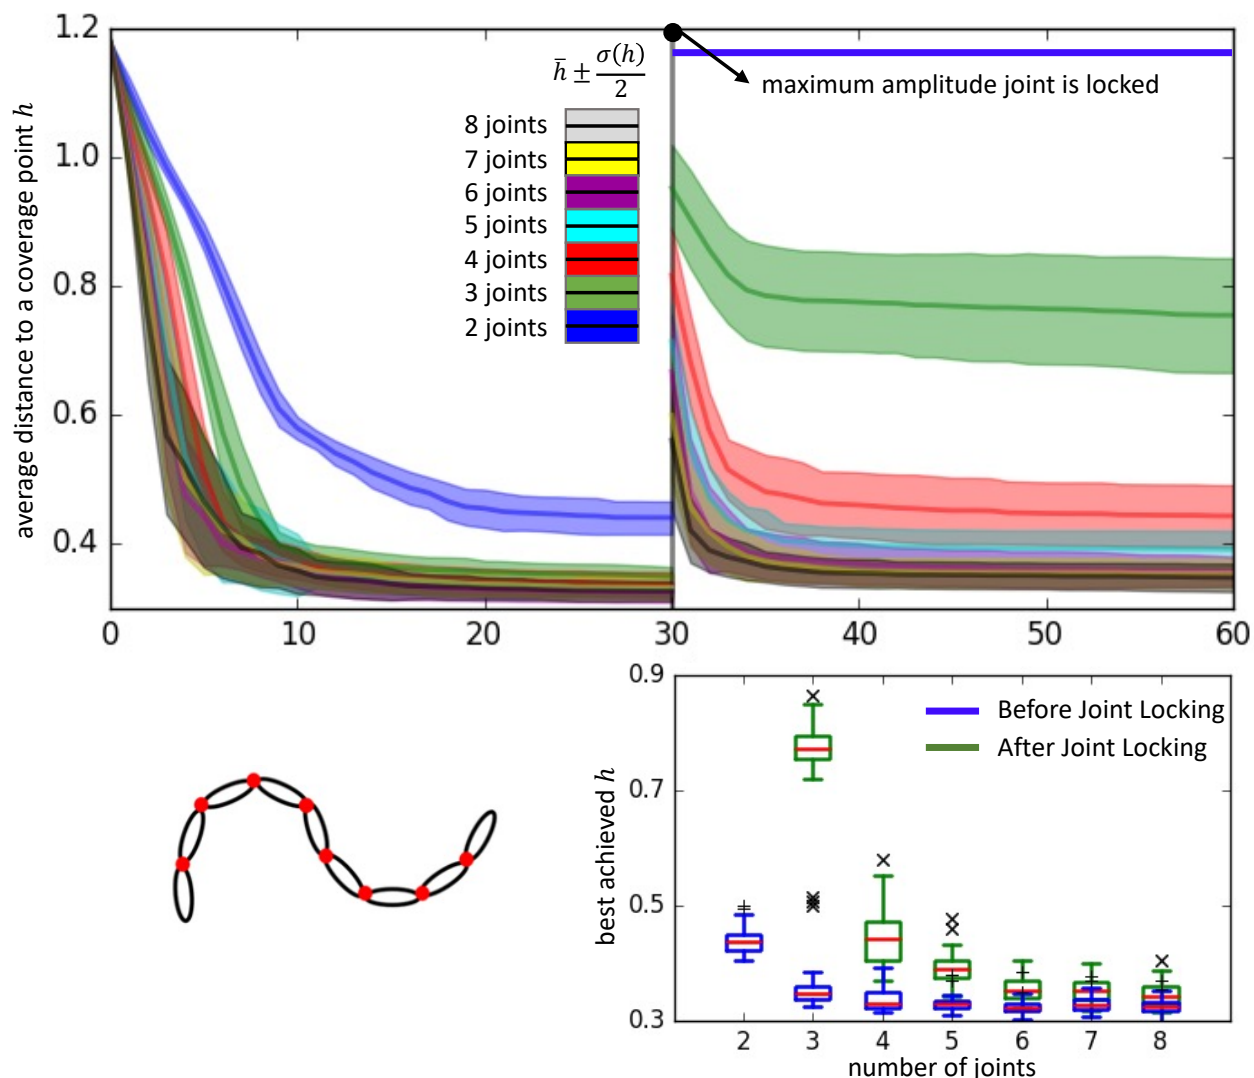 1.2
1.0
0.8
0.6
0.4
average distance to a coverage point h
h̄ ± σ(h)/2
8 joints
7 joints
6 joints
5 joints
4 joints
3 joints
2 joints
maximum amplitude joint is locked
0 10 20 30 40 50 60
0.9
0.7
0.5
0.3
best achieved h
Before Joint Locking
After Joint Locking
2 3 4 5 6 7 8
number of joints